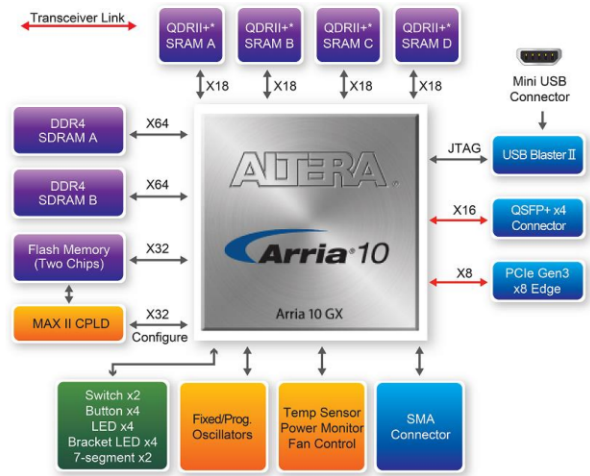 Transceiver Link
QDRII+*
SRAM A
QDRII+*
SRAM B
QDRII+*
SRAM C
QDRII+*
SRAM D
X18
X18
X18
X18
Mini USB
Connector
DDR4
SDRAM A
X64
DDR4
SDRAM B
X64
Flash Memory
(Two Chips)
X32
MAX II CPLD
X32
Configure
ALTERA
Arria 10
Arria 10 GX
JTAG
USB Blaster II
X16
QSFP+ x4
Connector
X8
PCIe Gen3
x8 Edge
Switch x2
Button x4
LED x4
Bracket LED x4
7-segment x2
Fixed/Prog.
Oscillators
Temp Sensor
Power Monitor
Fan Control
SMA
Connector